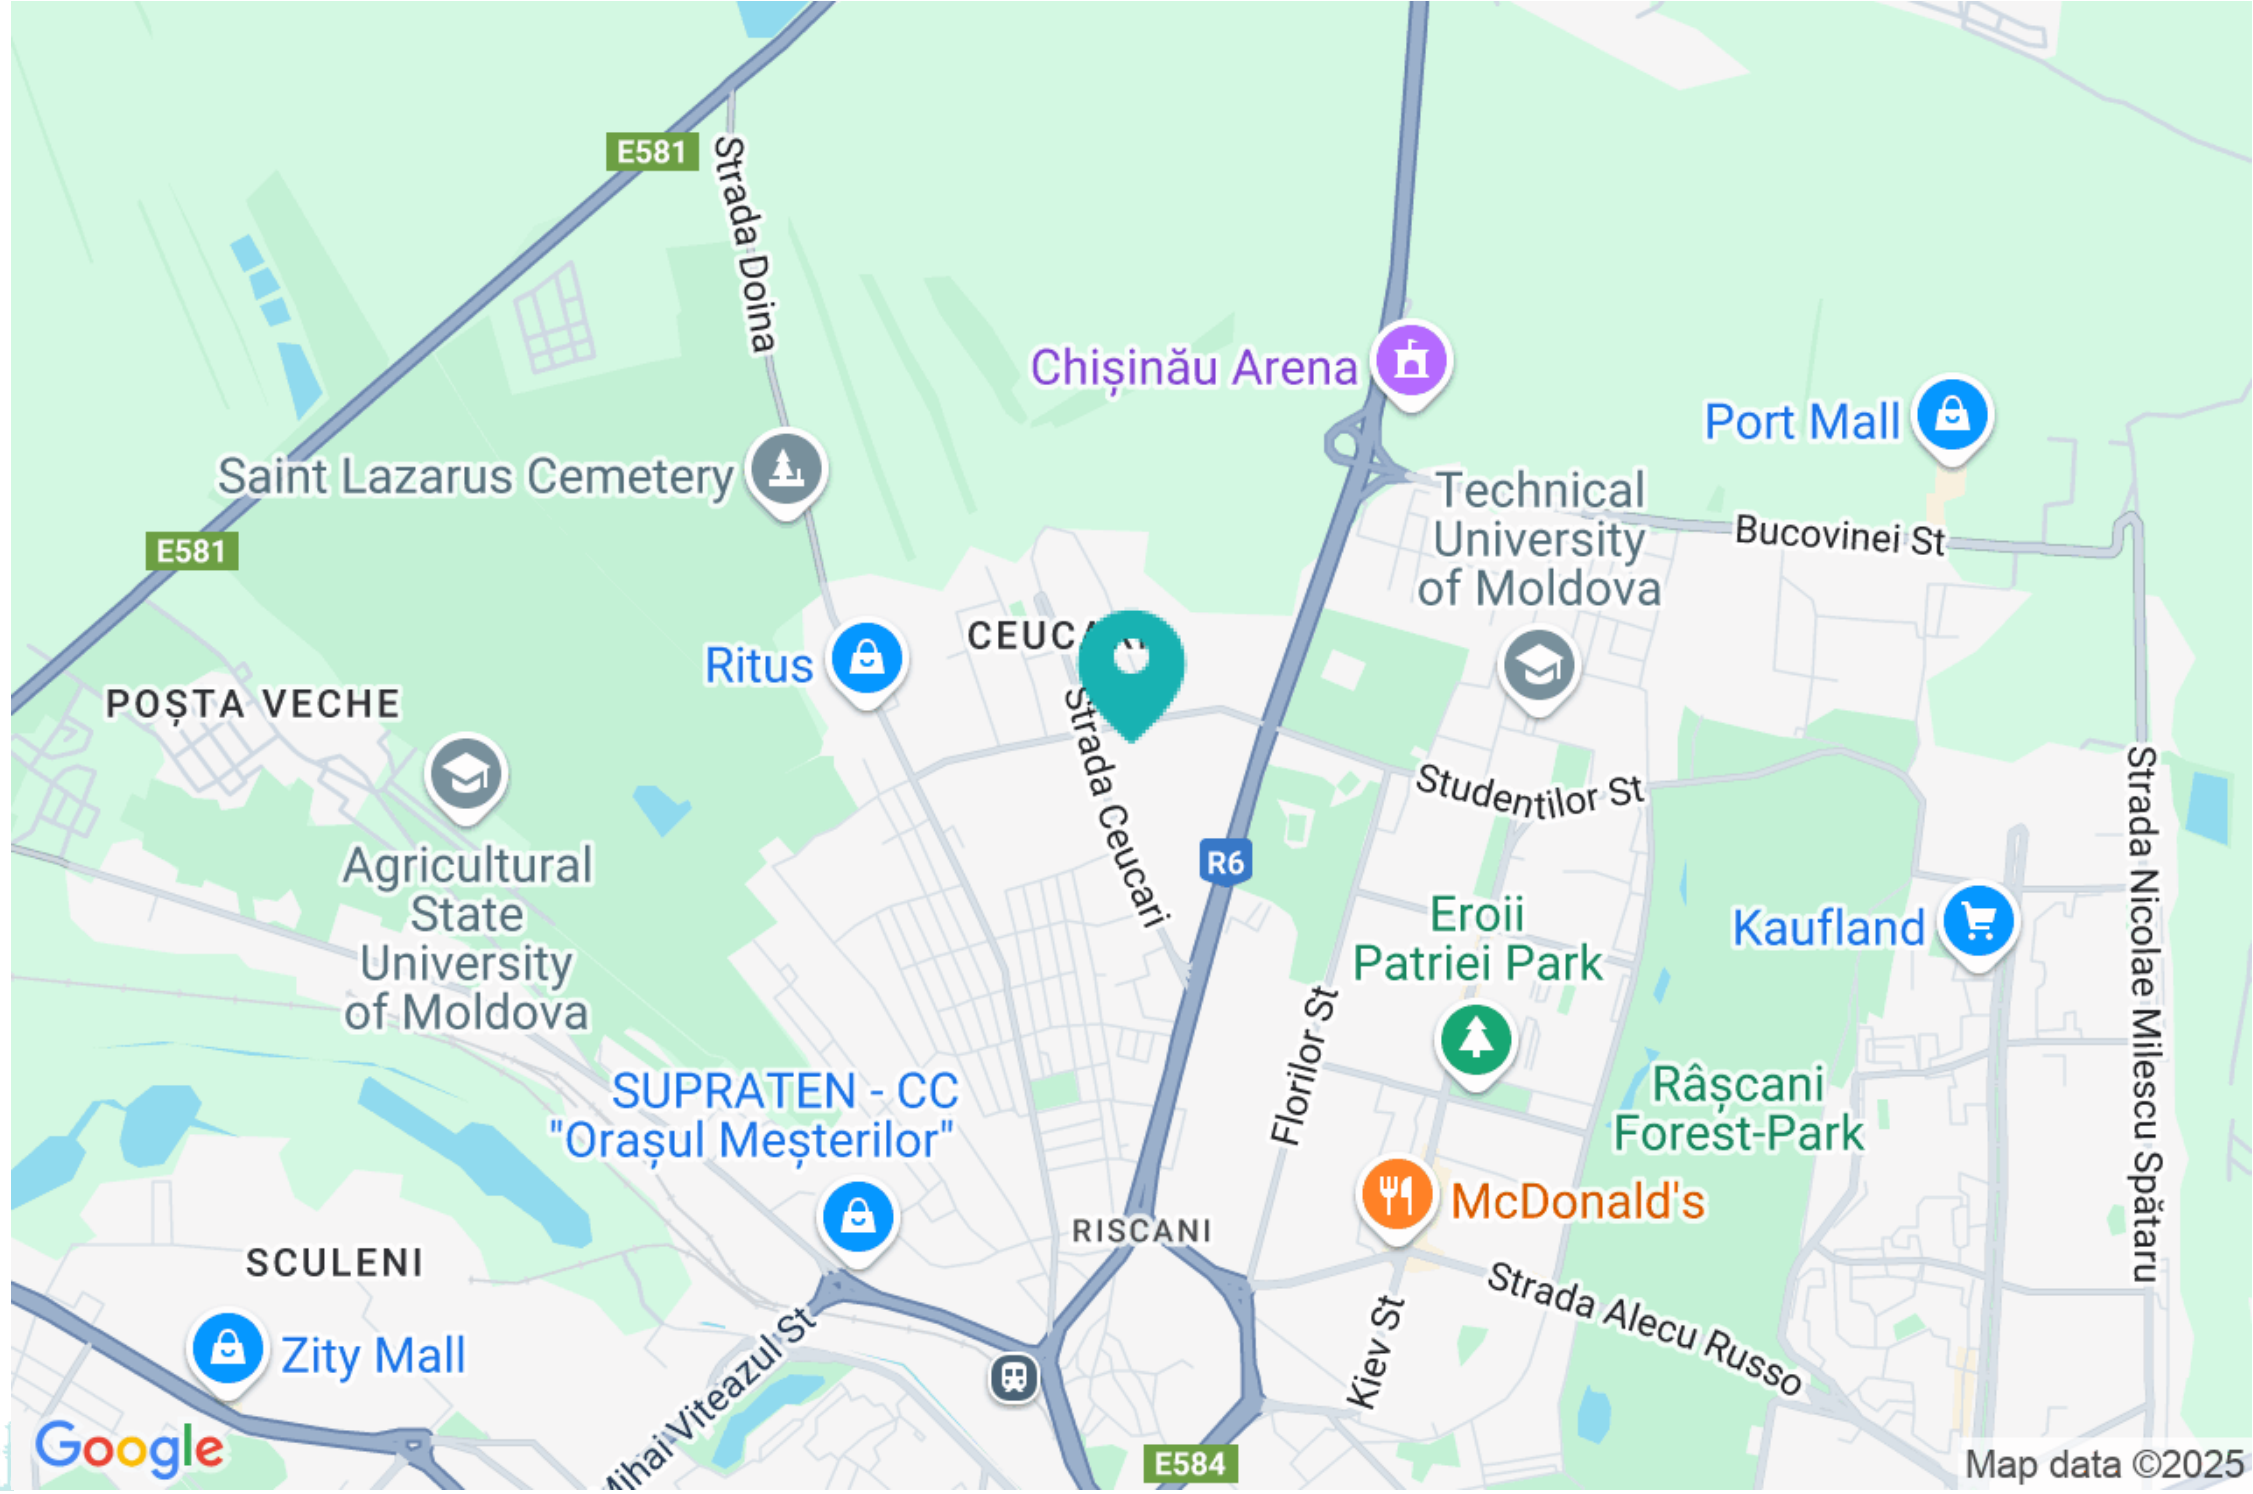 E581
Strada Doina
Chișinău Arena
Port Mall
Saint Lazarus Cemetery
Technical
University
of Moldova
Bucovinei St
E581
Ritus
POȘTA VECHE
Strada Ceucari
Studentilor St
Strada Nicolae Milescu Spătaru
R6
Agricultural
State
University
of Moldova
Eroii
Patriei Park
Kaufland
Florilor St
SUPRATEN - CC
"Orașul Meșterilor"
Râșcani
Forest-Park
McDonald's
RISCANI
SCULENI
Strada Alecu Russo
Kiev St
Zity Mall
Mihai Viteazul St
Google
E584
Map data ©2025